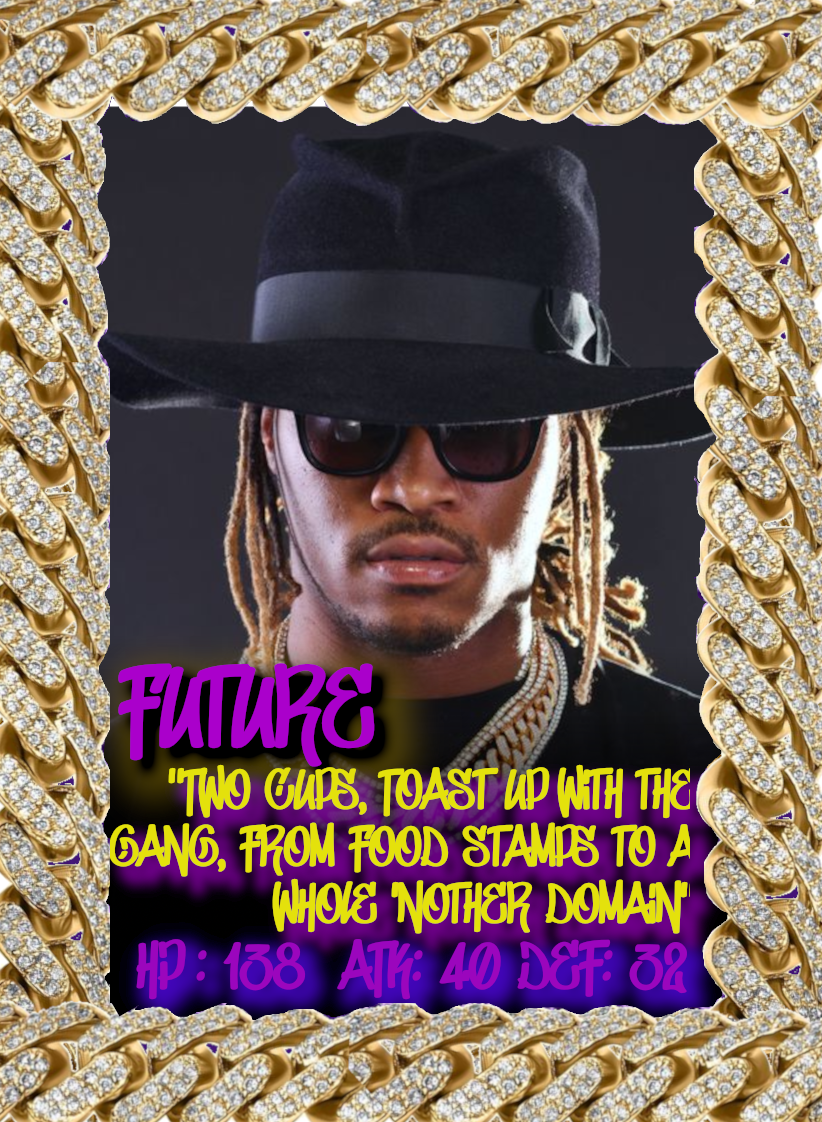 FUTURE
"TWO CUPS, TOAST UP WITH THE
GANG, FROM FOOD STAMPS TO A
WHOLE 'NOTHER DOMAIN"
HP : 138 ATK: 40 DEF: 32